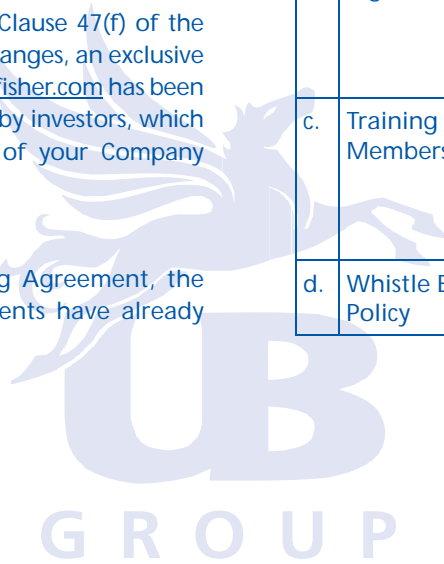 Clause 47(f) of the
anges, an exclusive
fisher.com has been
by investors, which
of your Company
g Agreement, the
ents have already
c. Training
Members
d. Whistle B
Policy
UB
GROUP